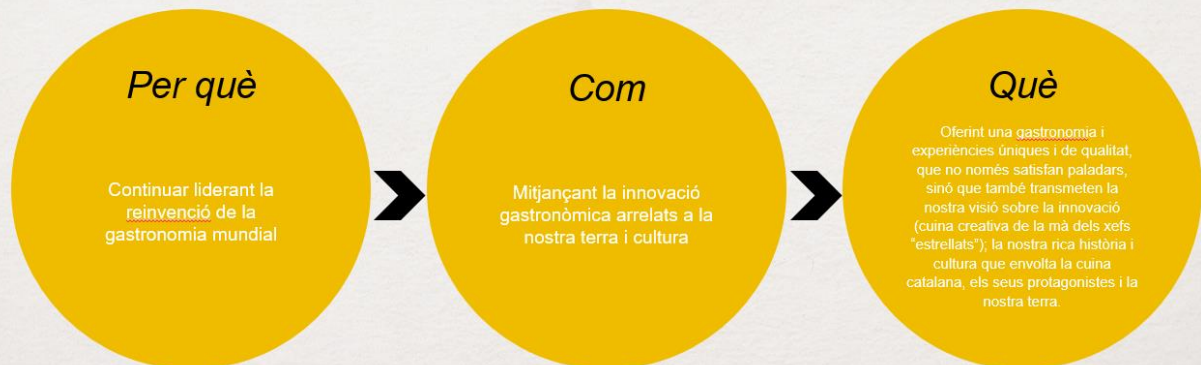 Per què
Continuar liderant la
reinvenció de la
gastronomia mundial
Com
Mitjançant la innovació
gastronòmica arrelats a la
nostra terra i cultura
Què
Oferint una gastronomia i
experiències úniques i de qualitat,
que no només satisfan paladars,
sinó que també transmeten la
nostra visió sobre la innovació
(cuina creativa de la mà dels xefs
"estrellats"); la nostra rica història i
cultura que envolta la cuina
catalana, els seus protagonistes i la
nostra terra.